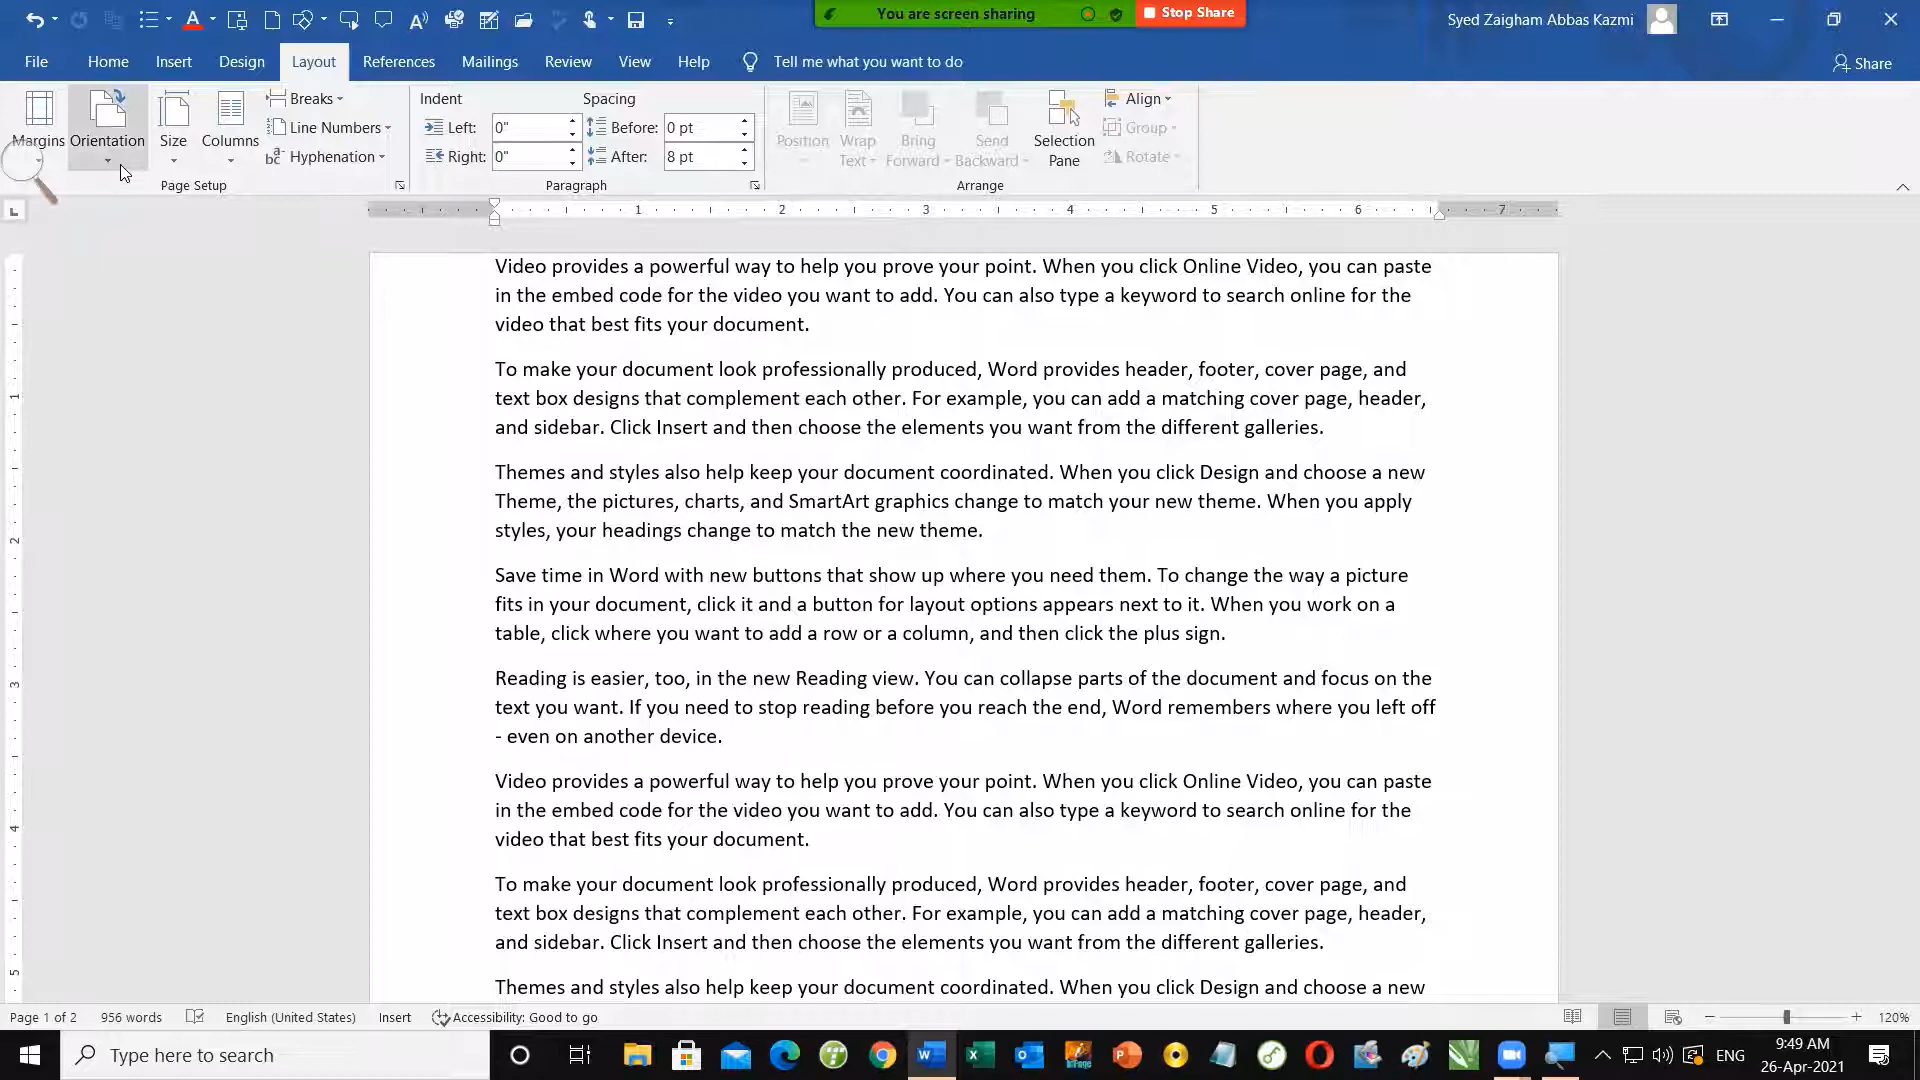 You are screen sharing
Stop Share
Syed Zaigham Abbas Kazmi
File Home Insert Design Layout References Mailings Review View Help Tell me what you want to do Share
Margins Orientation Size Columns
Breaks
Line Numbers
Hyphenation
Page Setup
Indent Spacing
Left: 0" Before: 0 pt
Right: 0" After: 8 pt
Paragraph
Position Wrap Text Bring Forward Send Backward Selection Pane
Align
Group
Rotate
Arrange
1 2 3 4 5 6 7
Video provides a powerful way to help you prove your point. When you click Online Video, you can paste
in the embed code for the video you want to add. You can also type a keyword to search online for the
video that best fits your document.
To make your document look professionally produced, Word provides header, footer, cover page, and
text box designs that complement each other. For example, you can add a matching cover page, header,
and sidebar. Click Insert and then choose the elements you want from the different galleries.
Themes and styles also help keep your document coordinated. When you click Design and choose a new
Theme, the pictures, charts, and SmartArt graphics change to match your new theme. When you apply
styles, your headings change to match the new theme.
Save time in Word with new buttons that show up where you need them. To change the way a picture
fits in your document, click it and a button for layout options appears next to it. When you work on a
table, click where you want to add a row or a column, and then click the plus sign.
Reading is easier, too, in the new Reading view. You can collapse parts of the document and focus on the
text you want. If you need to stop reading before you reach the end, Word remembers where you left off
- even on another device.
Video provides a powerful way to help you prove your point. When you click Online Video, you can paste
in the embed code for the video you want to add. You can also type a keyword to search online for the
video that best fits your document.
To make your document look professionally produced, Word provides header, footer, cover page, and
text box designs that complement each other. For example, you can add a matching cover page, header,
and sidebar. Click Insert and then choose the elements you want from the different galleries.
Themes and styles also help keep your document coordinated. When you click Design and choose a new
1
2
3
4
5
Page 1 of 2 956 words English (United States) Insert Accessibility: Good to go 120%
Type here to search
ENG
9:49 AM
26-Apr-2021